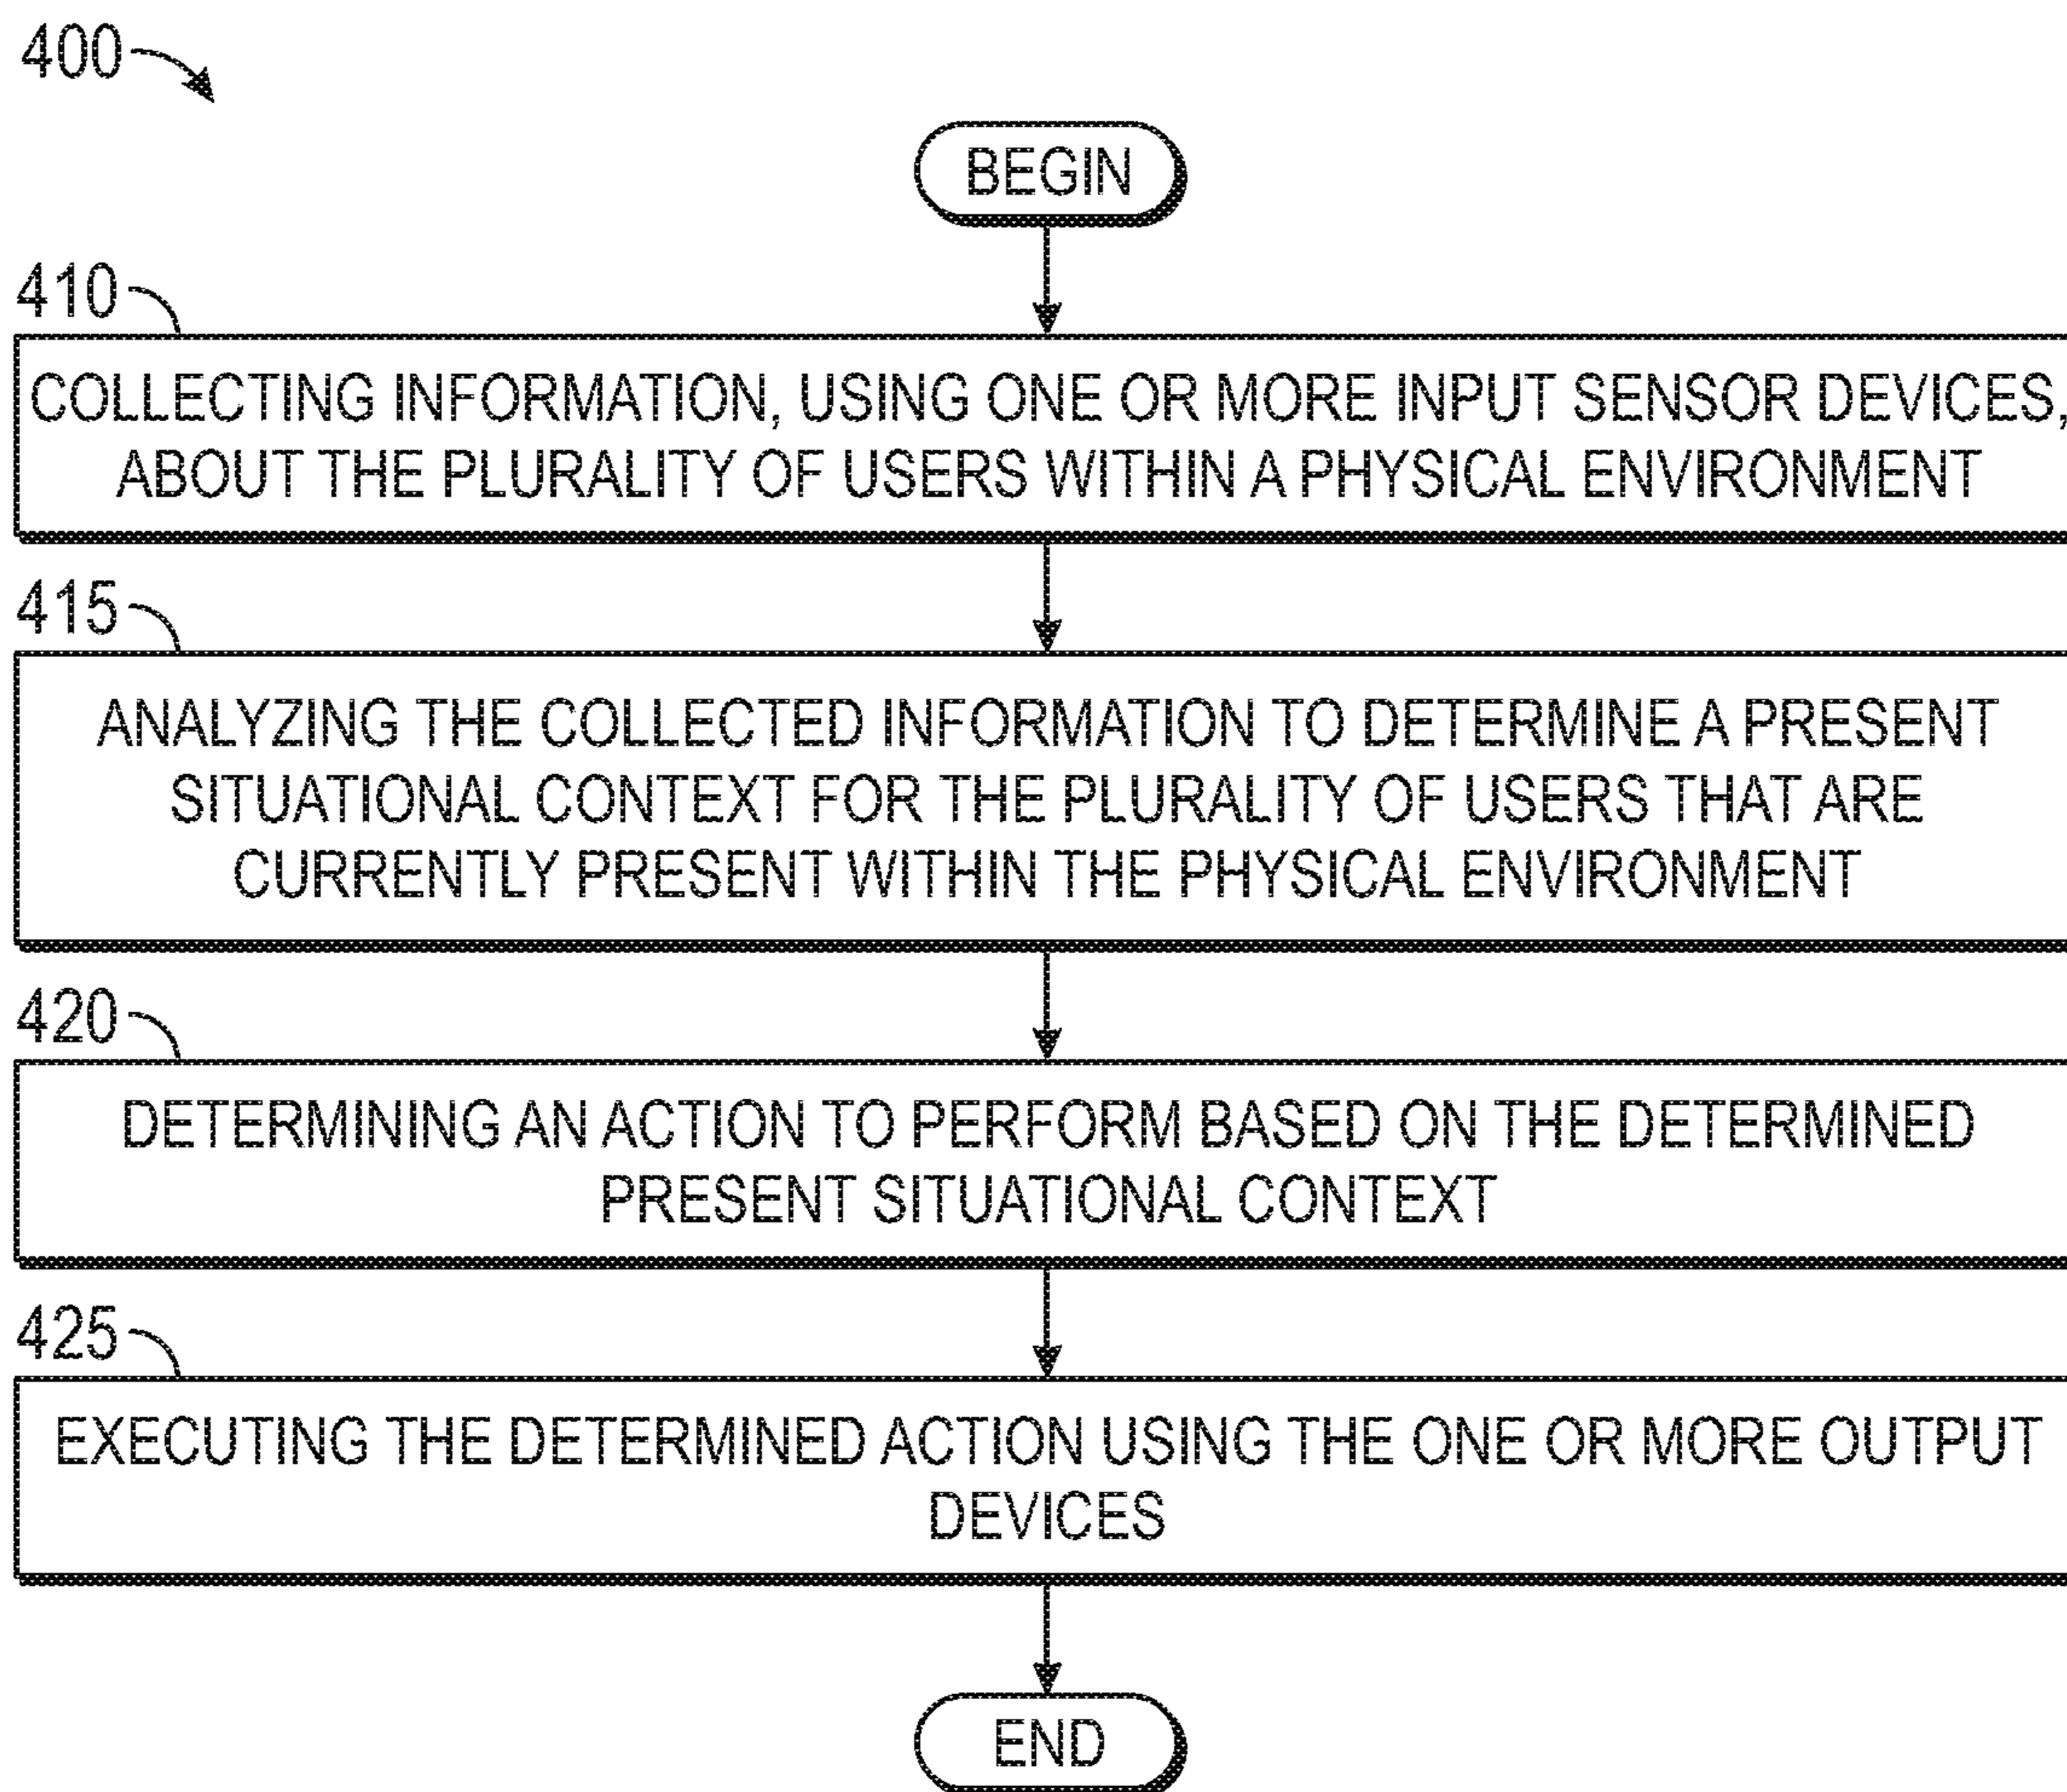 400
BEGIN
410
COLLECTING INFORMATION, USING ONE OR MORE INPUT SENSOR DEVICES,
ABOUT THE PLURALITY OF USERS WITHIN A PHYSICAL ENVIRONMENT
415
ANALYZING THE COLLECTED INFORMATION TO DETERMINE A PRESENT
SITUATIONAL CONTEXT FOR THE PLURALITY OF USERS THAT ARE
CURRENTLY PRESENT WITHIN THE PHYSICAL ENVIRONMENT
420
DETERMINING AN ACTION TO PERFORM BASED ON THE DETERMINED
PRESENT SITUATIONAL CONTEXT
425
EXECUTING THE DETERMINED ACTION USING THE ONE OR MORE OUTPUT
DEVICES
END